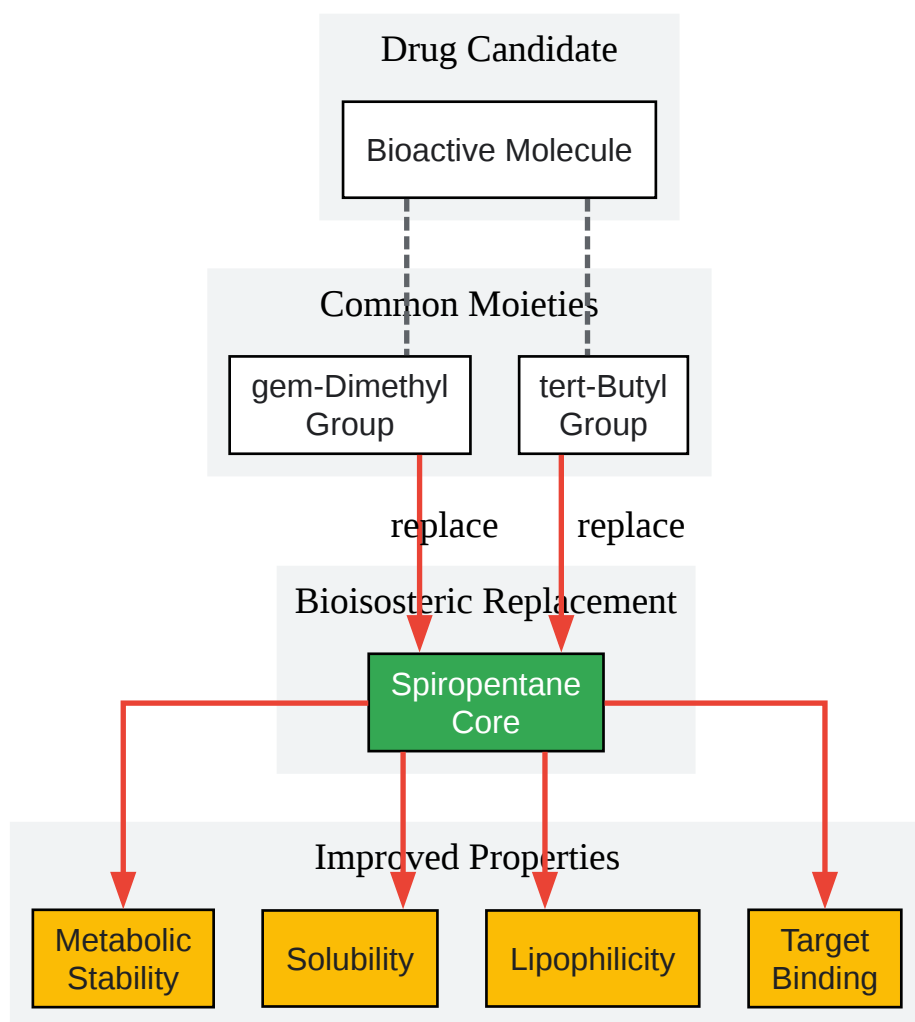 Drug Candidate
Bioactive Molecule
Common Moieties
gem-Dimethyl
Group
tert-Butyl
Group
replace
replace
Bioisosteric Replacement
Spiropentane
Core
Improved Properties
Metabolic
Stability
Solubility
Lipophilicity
Target
Binding